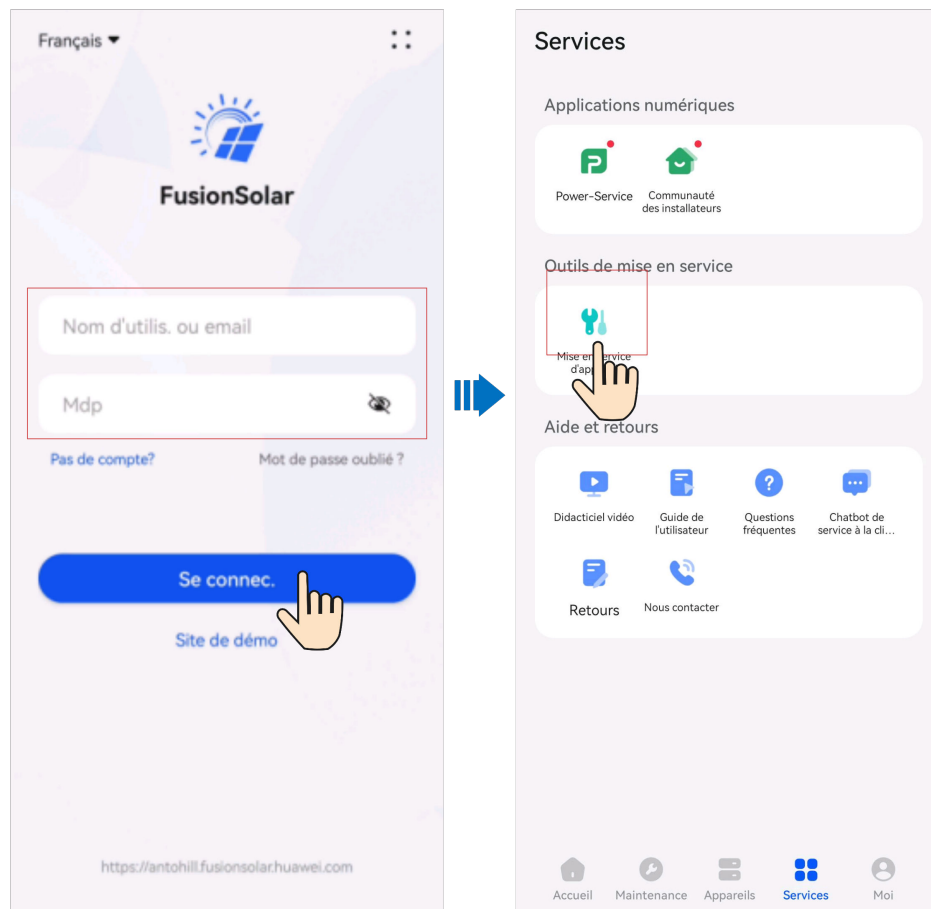 Français
FusionSolar
Nom d'utilis. ou email
Mdp
Pas de compte?
Mot de passe oublié ?
Se connec.
Site de démo
https://antohill.fusionsolar.huawei.com
Services
Applications numériques
Power-Service
Communauté
des installateurs
Outils de mise en service
Mise en service
Aide et retours
Didacticiel vidéo
Guide de
l'utilisateur
Questions
fréquentes
Chatbot de
service à la cli...
Retours
Nous contacter
Accueil
Maintenance
Appareils
Services
Moi